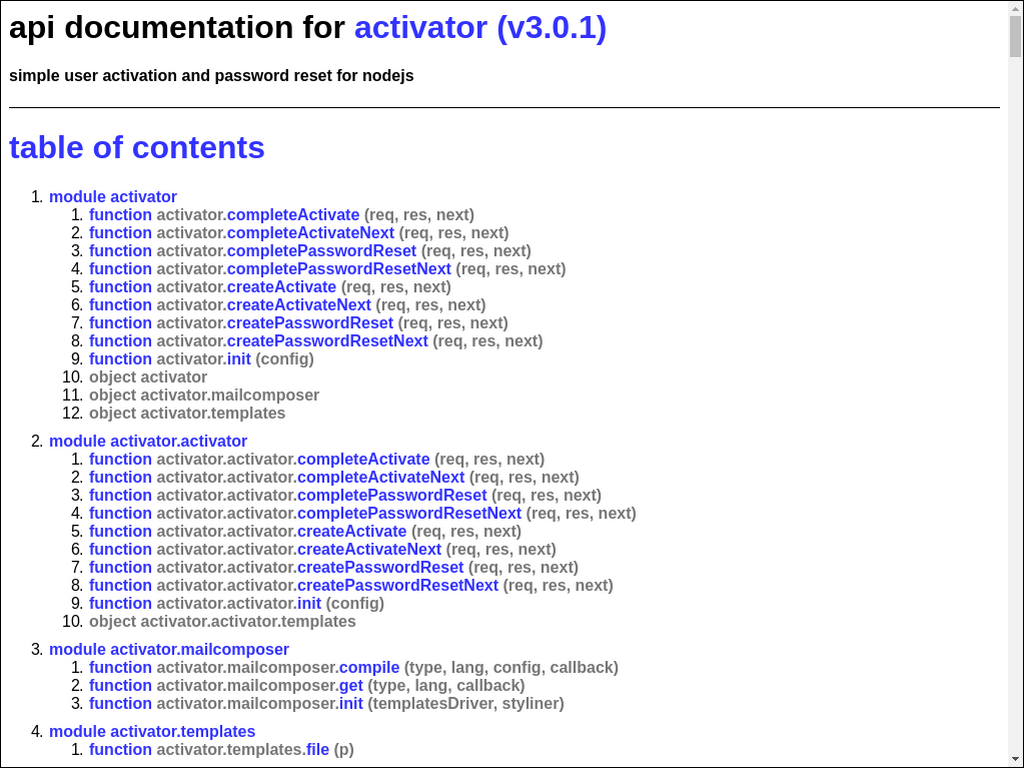 api documentation for activator (v3.0.1)
simple user activation and password reset for nodejs
table of contents
1. module activator
1. function activator.completeActivate (req, res, next)
2. function activator.completeActivateNext (req, res, next)
3. function activator.completePasswordReset (req, res, next)
4. function activator.completePasswordResetNext (req, res, next)
5. function activator.createActivate (req, res, next)
6. function activator.createActivateNext (req, res, next)
7. function activator.createPasswordReset (req, res, next)
8. function activator.createPasswordResetNext (req, res, next)
9. function activator.init (config)
10. object activator
11. object activator.mailcomposer
12. object activator.templates
2. module activator.activator
1. function activator.activator.completeActivate (req, res, next)
2. function activator.activator.completeActivateNext (req, res, next)
3. function activator.activator.completePasswordReset (req, res, next)
4. function activator.activator.completePasswordResetNext (req, res, next)
5. function activator.activator.createActivate (req, res, next)
6. function activator.activator.createActivateNext (req, res, next)
7. function activator.activator.createPasswordReset (req, res, next)
8. function activator.activator.createPasswordResetNext (req, res, next)
9. function activator.activator.init (config)
10. object activator.activator.templates
3. module activator.mailcomposer
1. function activator.mailcomposer.compile (type, lang, config, callback)
2. function activator.mailcomposer.get (type, lang, callback)
3. function activator.mailcomposer.init (templatesDriver, styliner)
4. module activator.templates
1. function activator.templates.file (p)